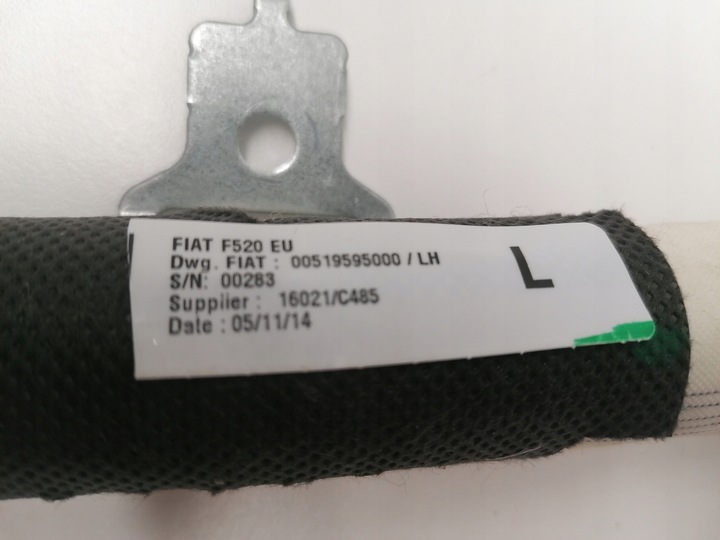 FIAT F520 EU
Dwg. FIAT : 00519595000 / LH
S/N: 00283
Supplier : 16021/C485
Date : 05/11/14
L